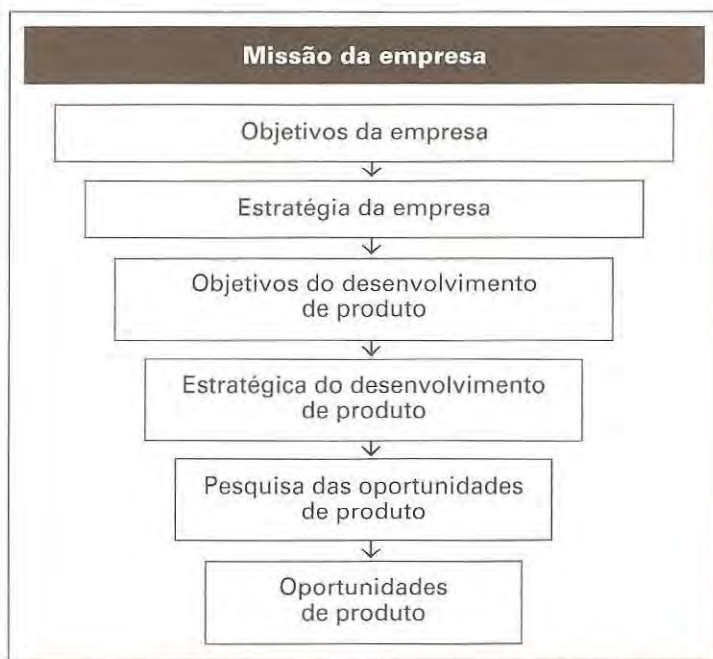 Missão da empresa
Objetivos da empresa
Estratégia da empresa
Objetivos do desenvolvimento
de produto
Estratégica do desenvolvimento
de produto
Pesquisa das oportunidades
de produto
Oportunidades
de produto